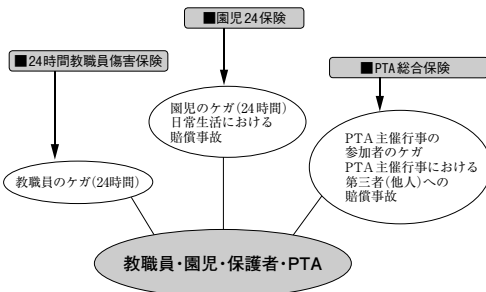 ■園児24保険
■24時間教職員傷害保険
■PTA総合保険
園児のケガ(24時間)
日常生活における
賠償事故
教職員のケガ(24時間)
PTA主催行事の
参加者のケガ
PTA主催行事における
第三者(他人)への
賠償事故
教職員・園児・保護者・PTA